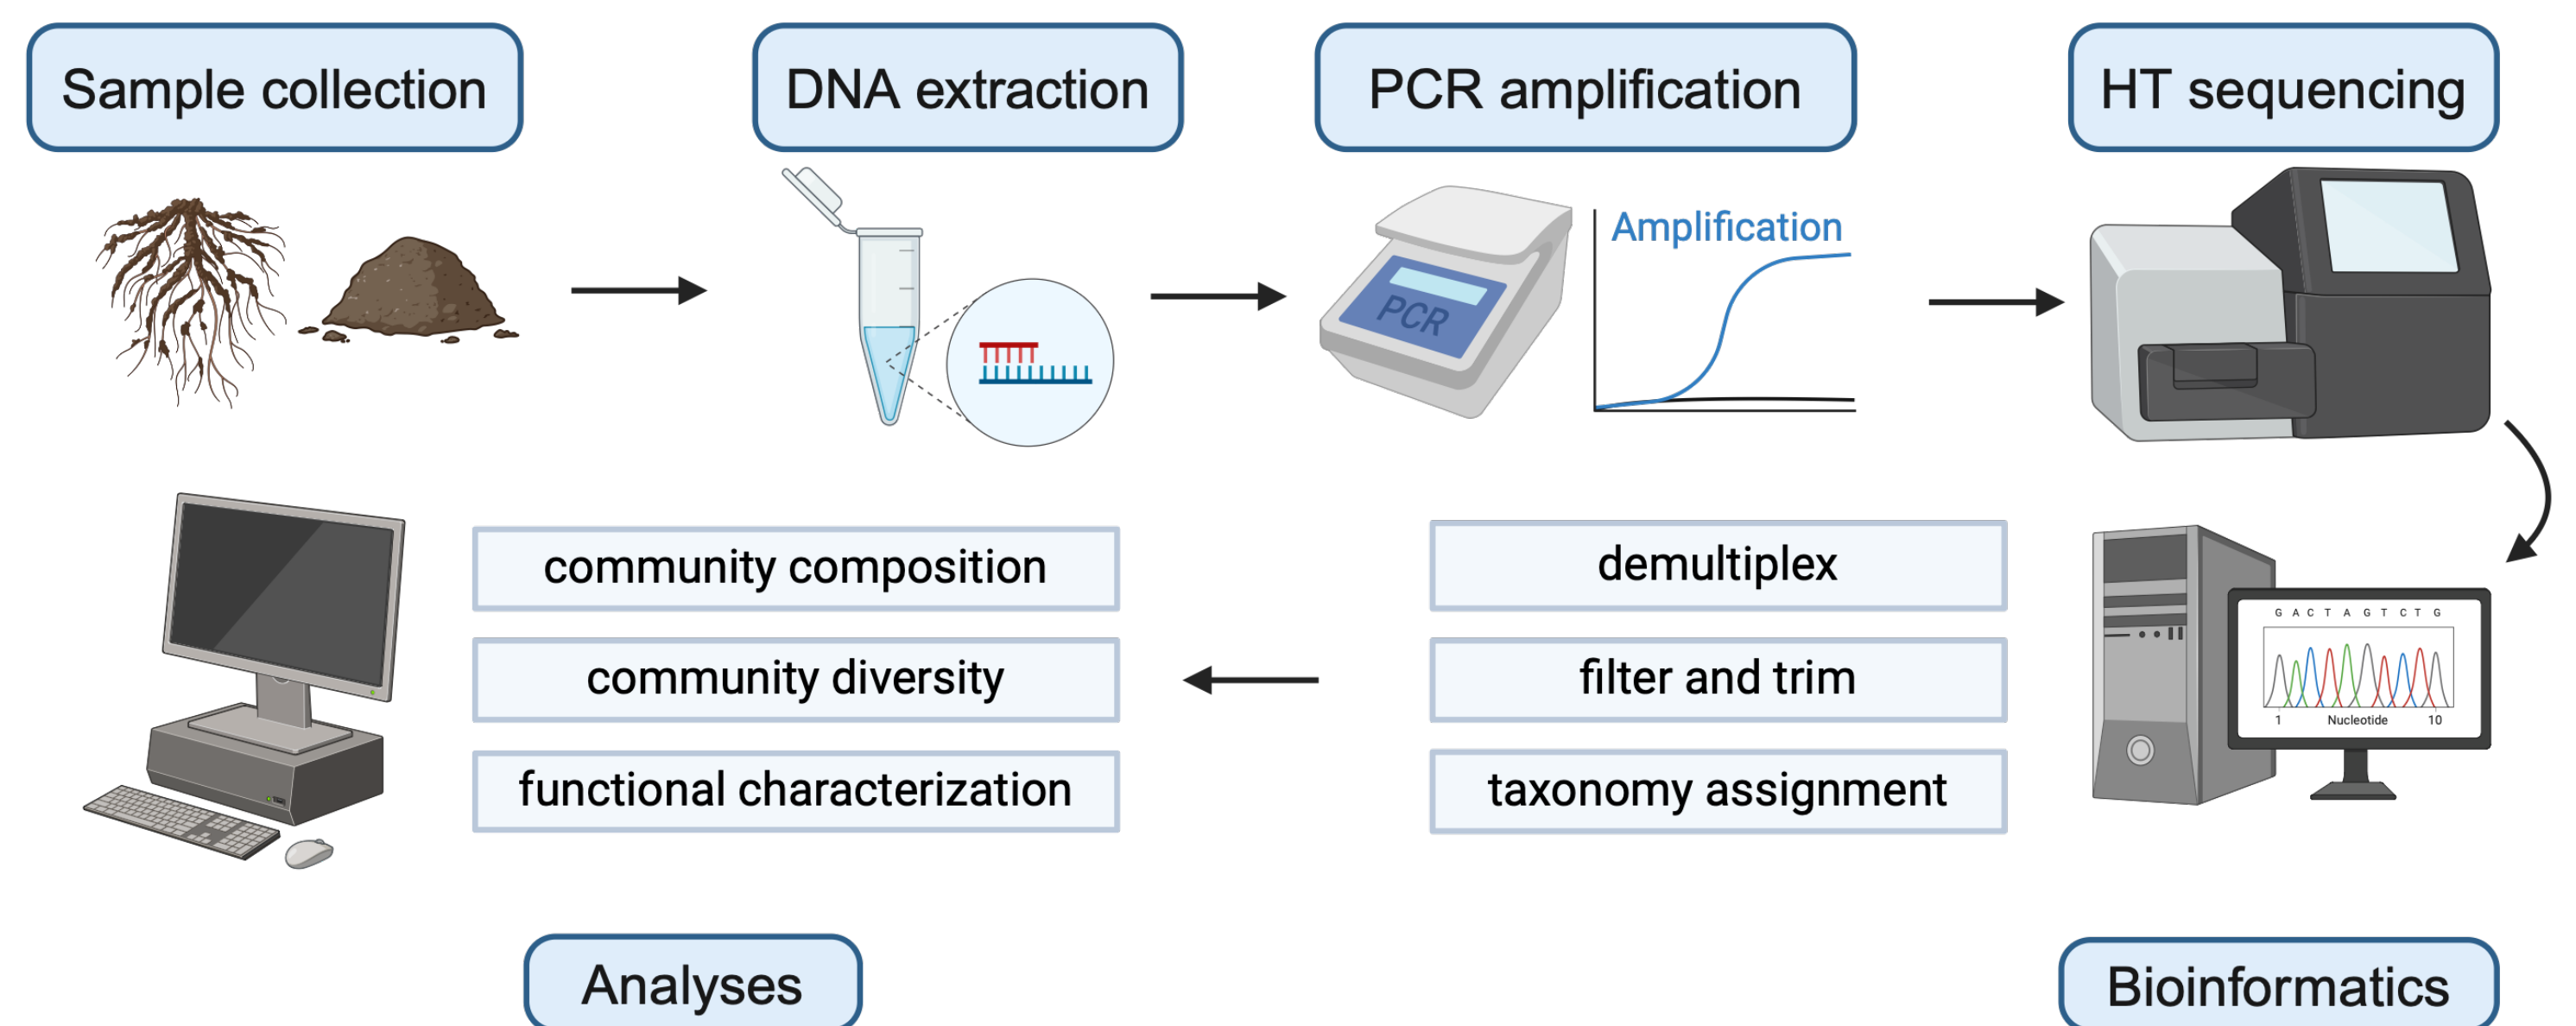 Sample collection
DNA extraction
PCR amplification
HT sequencing
Amplification
PCR
community composition
community diversity
functional characterization
demultiplex
filter and trim
taxonomy assignment
G A C T A G T C T G
1 Nucleotide 10
Analyses
Bioinformatics